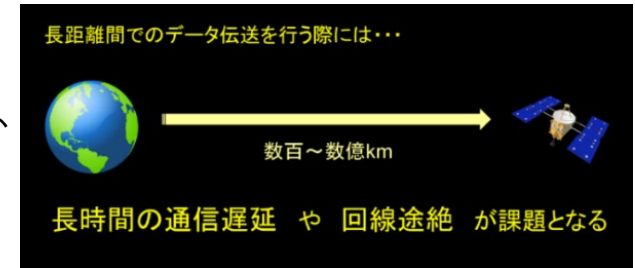 長距離間でのデータ伝送を行う際には・・・
、
数百～数億km
長時間の通信遅延 や 回線途絶 が課題となる